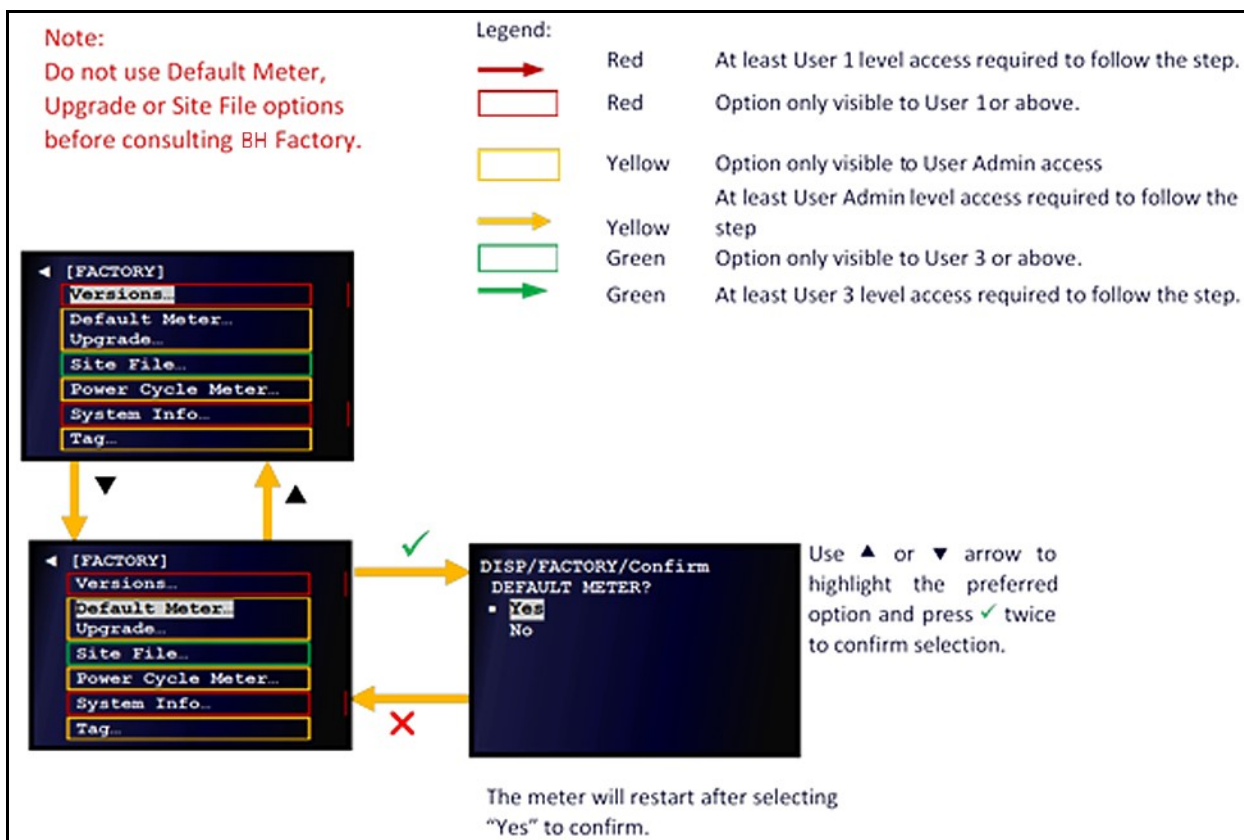 Note:
Do not use Default Meter,
Upgrade or Site File options
before consulting BH Factory.
Legend:
Red At least User 1 level access required to follow the step.
Red Option only visible to User 1or above.
Yellow Option only visible to User Admin access
At least User Admin level access required to follow the
Yellow step
Green Option only visible to User 3 or above.
Green At least User 3 level access required to follow the step.
◄ [FACTORY]
Versions…
Default Meter…
Upgrade…
Site File…
Power Cycle Meter…
System Info…
Tag…
▼
▲
◄ [FACTORY]
Versions…
Default Meter…
Upgrade…
Site File…
Power Cycle Meter…
System Info…
Tag…
✓
✕
DISP/FACTORY/Confirm
DEFAULT METER?
▪ Yes
No
Use ▲ or ▼ arrow to
highlight the preferred
option and press ✓ twice
to confirm selection.
The meter will restart after selecting
"Yes" to confirm.